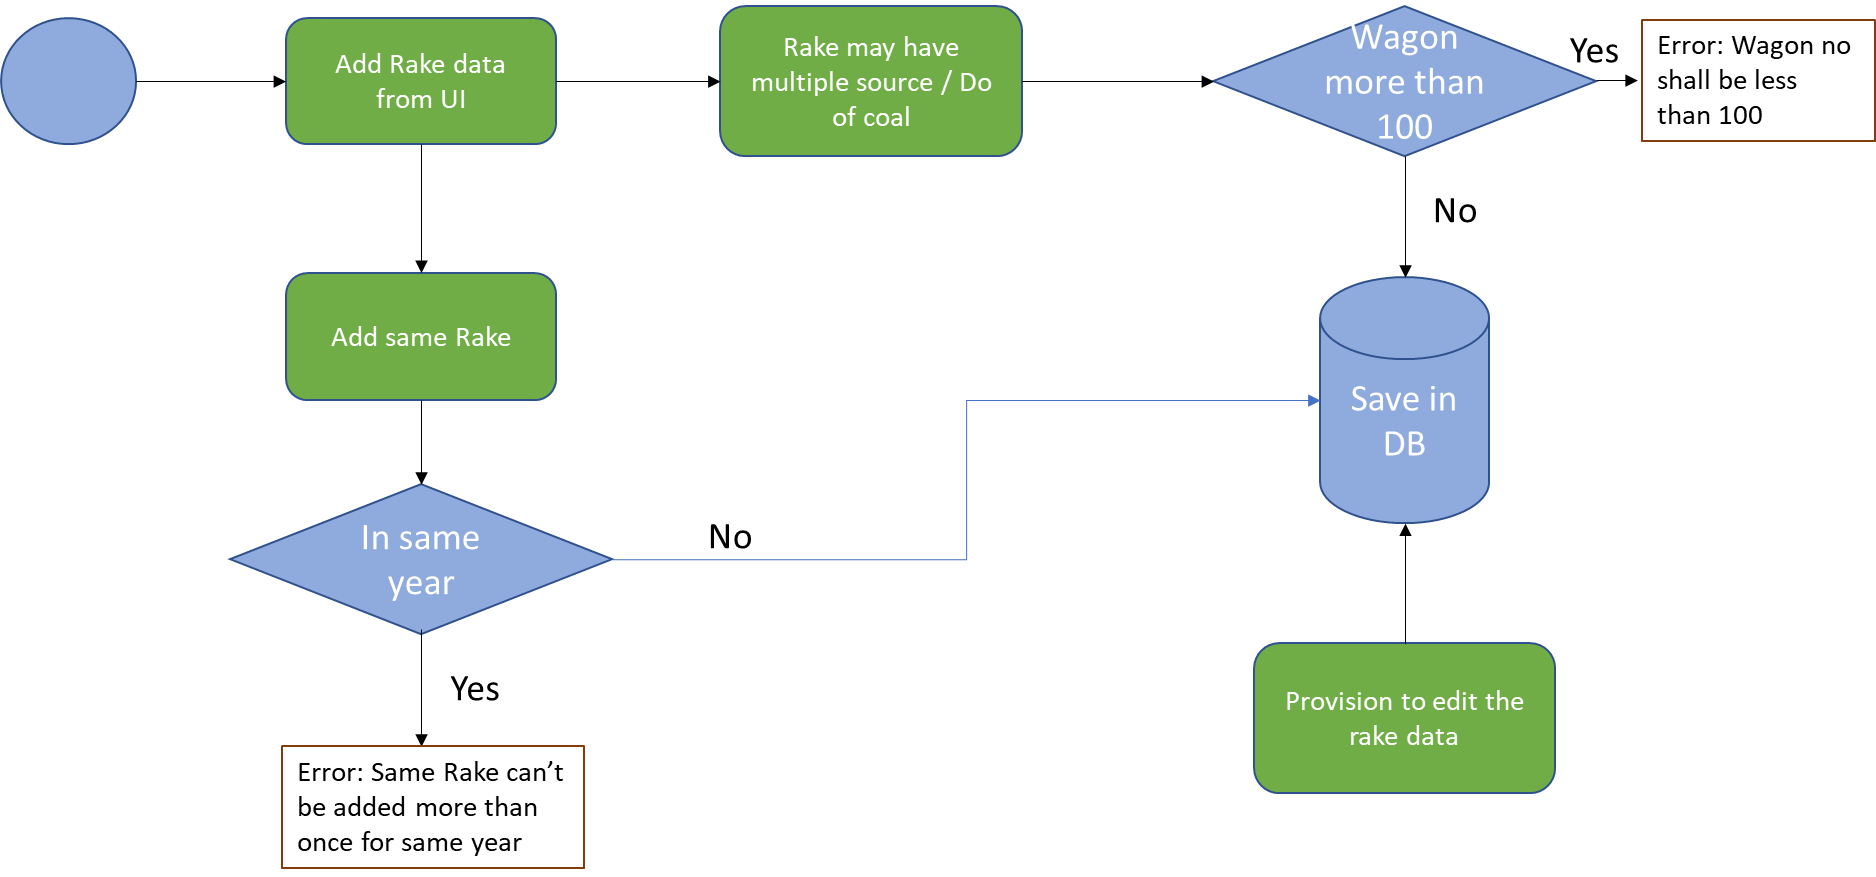 Add Rake data
from UI
Rake may have
multiple source / Do
of coal
Wagon
more than
100
Yes
Error: Wagon no
shall be less
than 100
No
Add same Rake
Save in
DB
In same
year
No
Yes
Provision to edit the
rake data
Error: Same Rake can’t
be added more than
once for same year